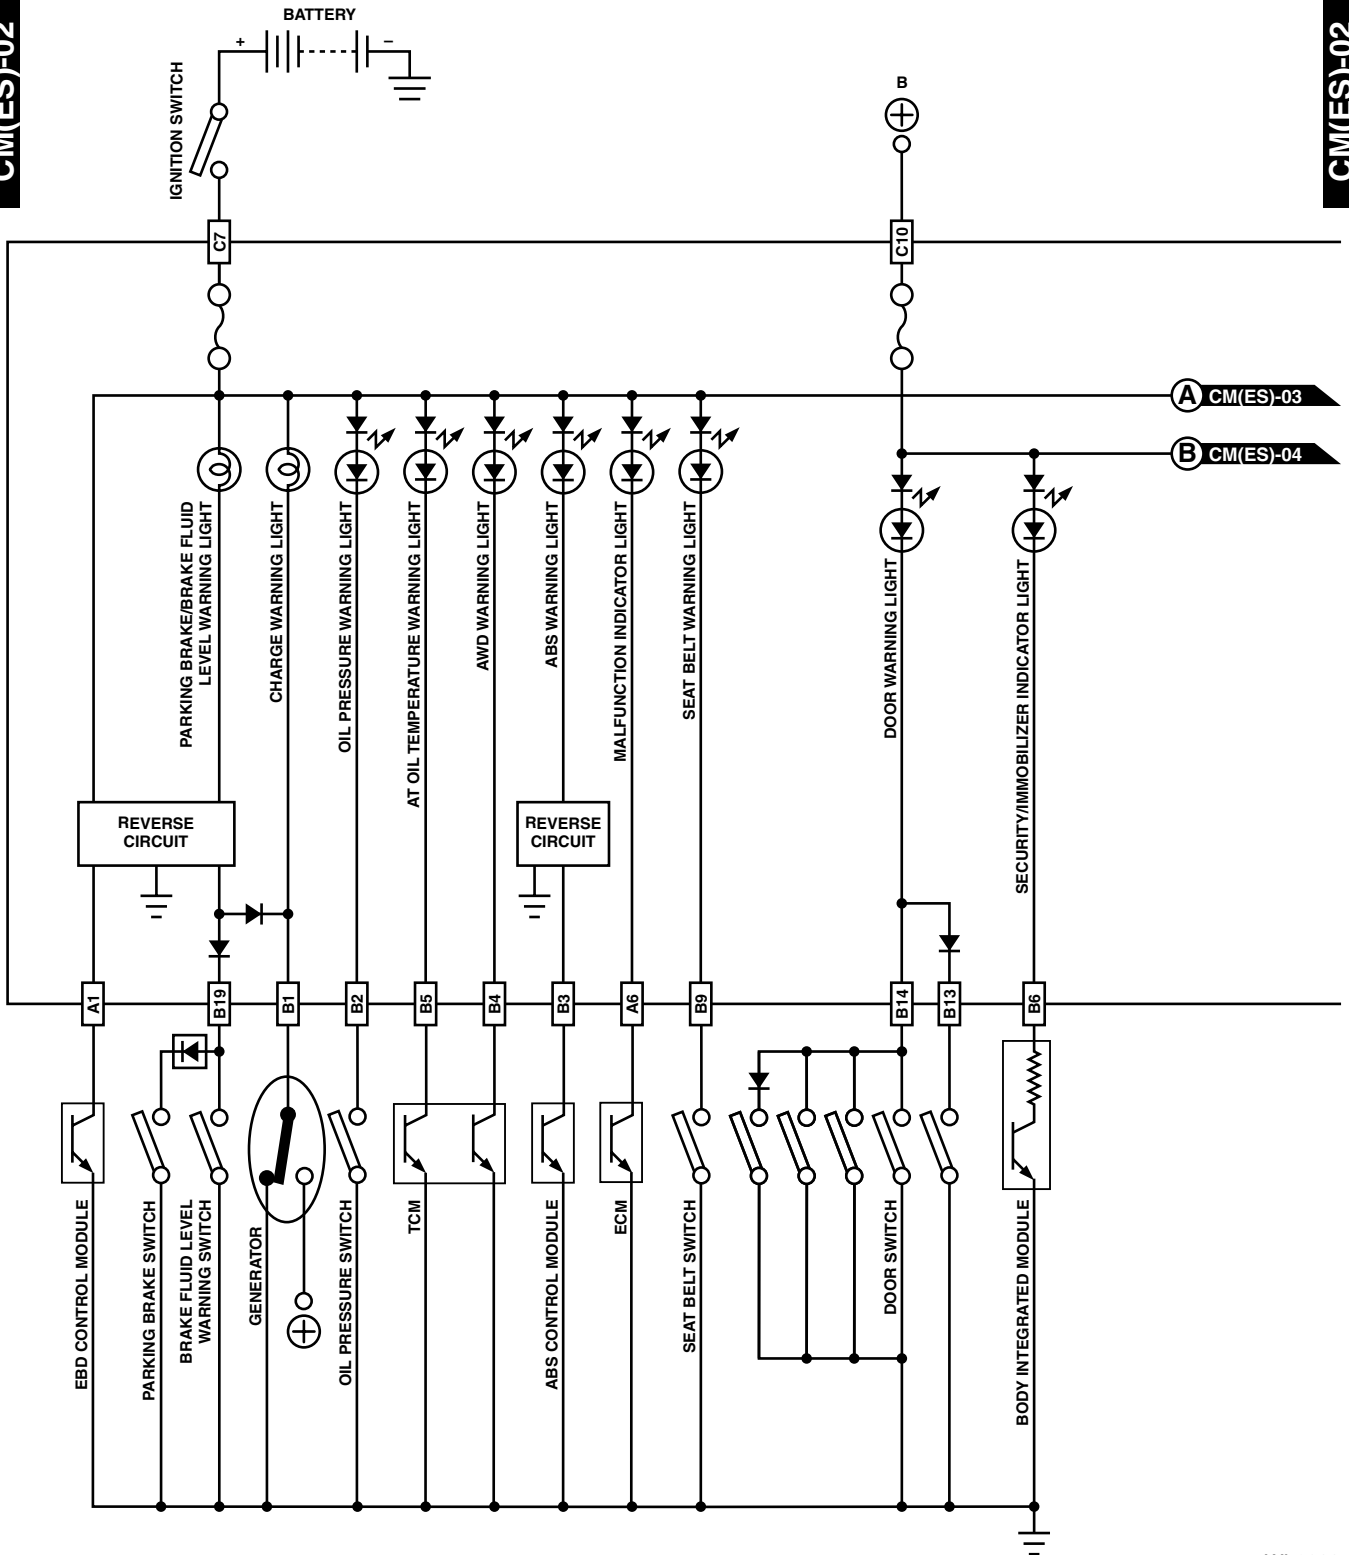 CM(ES)-02
CM(ES)-02
BATTERY
+
–
IGNITION SWITCH
B
C7
C10
A CM(ES)-03
B CM(ES)-04
PARKING BRAKE/BRAKE FLUID
LEVEL WARNING LIGHT
CHARGE WARNING LIGHT
OIL PRESSURE WARNING LIGHT
AT OIL TEMPERATURE WARNING LIGHT
AWD WARNING LIGHT
ABS WARNING LIGHT
MALFUNCTION INDICATOR LIGHT
SEAT BELT WARNING LIGHT
DOOR WARNING LIGHT
SECURITY/IMMOBILIZER INDICATOR LIGHT
REVERSE
CIRCUIT
REVERSE
CIRCUIT
A1
B19
B1
B2
B5
B4
B3
A6
B9
B14
B13
B6
EBD CONTROL MODULE
PARKING BRAKE SWITCH
BRAKE FLUID LEVEL
WARNING SWITCH
GENERATOR
OIL PRESSURE SWITCH
TCM
ABS CONTROL MODULE
ECM
SEAT BELT SWITCH
DOOR SWITCH
BODY INTEGRATED MODULE